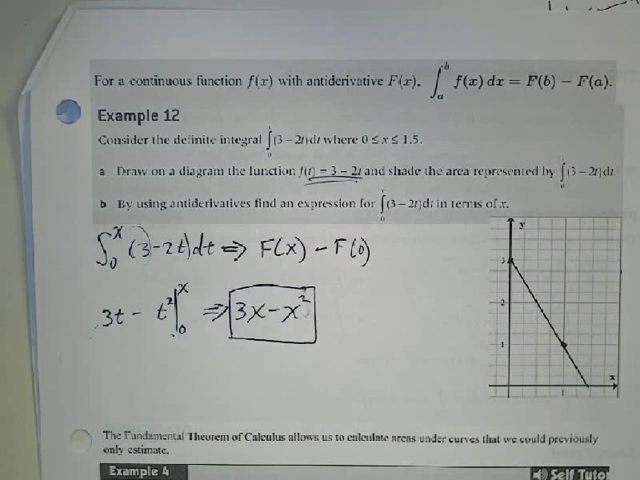 For a continuous function f(x) with antiderivative F(x), ∫ₐᵇ f(x) dx = F(b) − F(a).
Example 12
Consider the definite integral ∫₀ˣ(3 − 2t)dt where 0 ≤ x ≤ 1.5.
a Draw on a diagram the function f(t) = 3 − 2t and shade the area represented by ∫₀ˣ(3 − 2t)dt
b By using antiderivatives find an expression for ∫₀ˣ(3 − 2t)dt in terms of x.
∫₀ˣ (3-2t)dt ⇒ F(x) - F(0)
3t - t²|₀ˣ ⇒ 3x-x²
y
3
2
1
x
The Fundamental Theorem of Calculus allows us to calculate areas under curves that we could previously
only estimate.
Example 4
Self Tutor